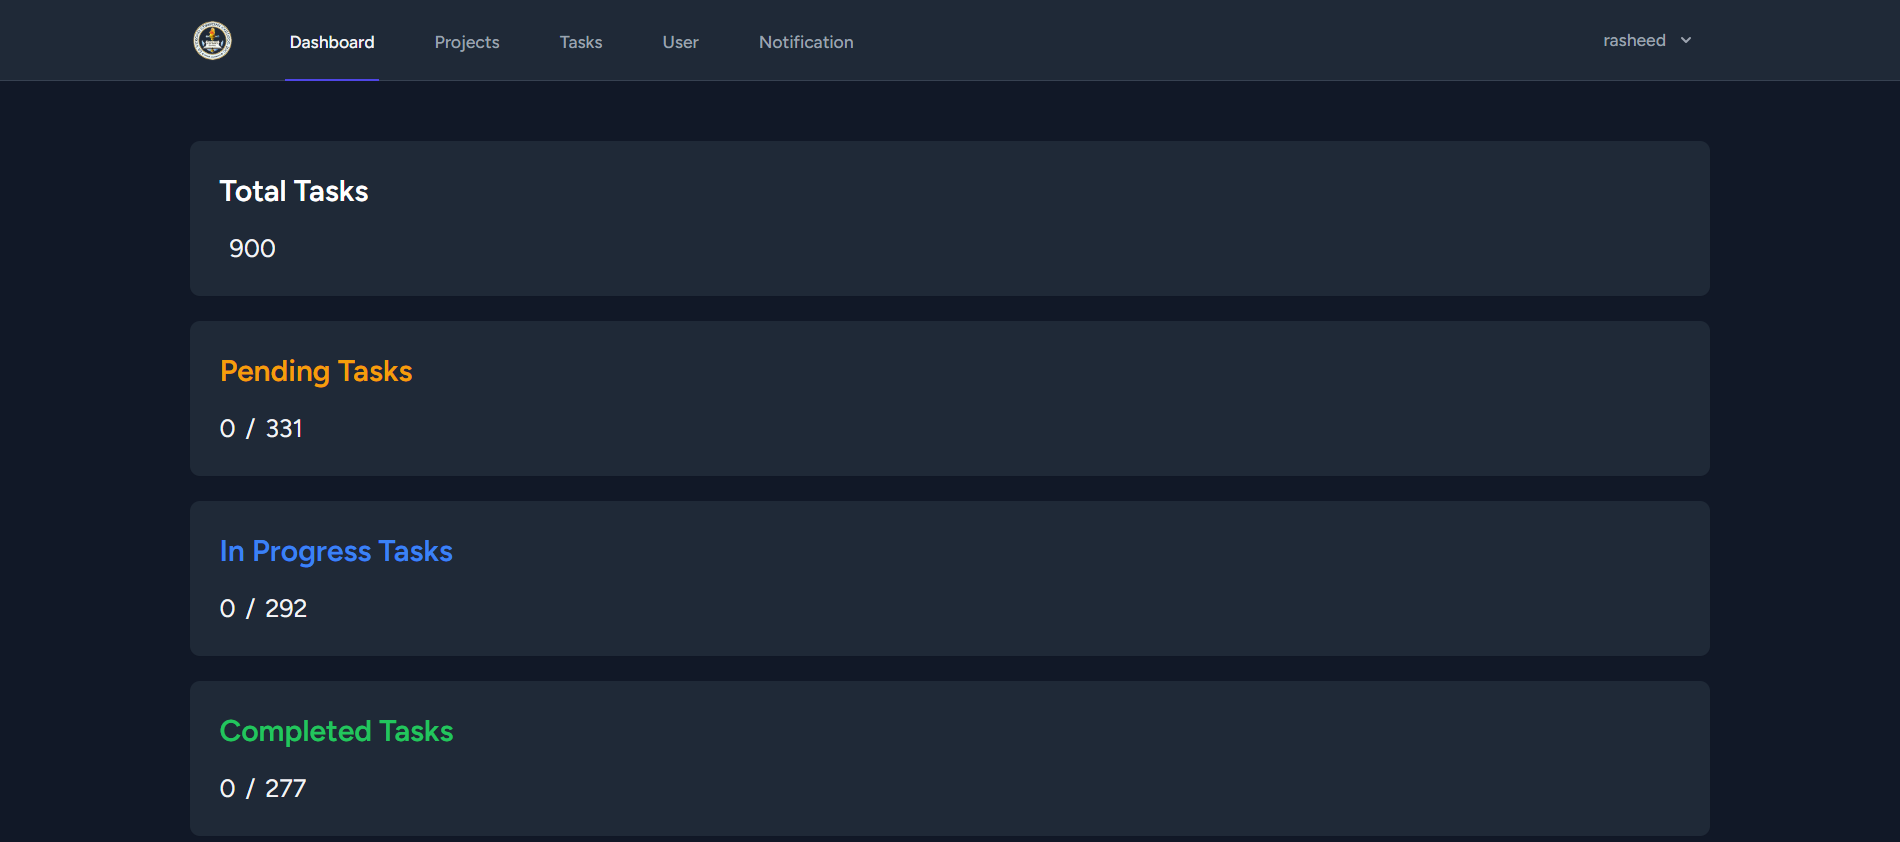 Dashboard Projects Tasks User Notification rasheed
Total Tasks
900
Pending Tasks
0 / 331
In Progress Tasks
0 / 292
Completed Tasks
0 / 277